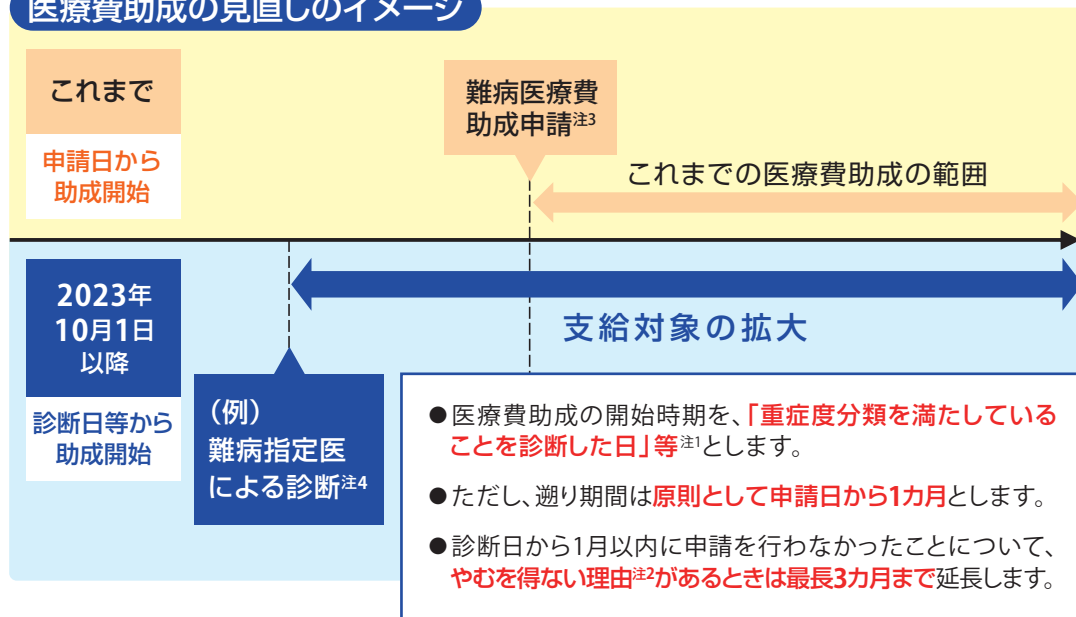 医療費助成の見直しのイメージ
これまで
申請日から
助成開始
難病医療費
助成申請注3
これまでの医療費助成の範囲
2023年
10月1日
以降
診断日等から
助成開始
支給対象の拡大
（例）
難病指定医
による診断注4
●医療費助成の開始時期を、「重症度分類を満たしている
ことを診断した日」等注1とします。
●ただし、遡り期間は原則として申請日から1カ月とします。
●診断日から1月以内に申請を行わなかったことについて、
やむを得ない理由注2があるときは最長3カ月まで延長します。